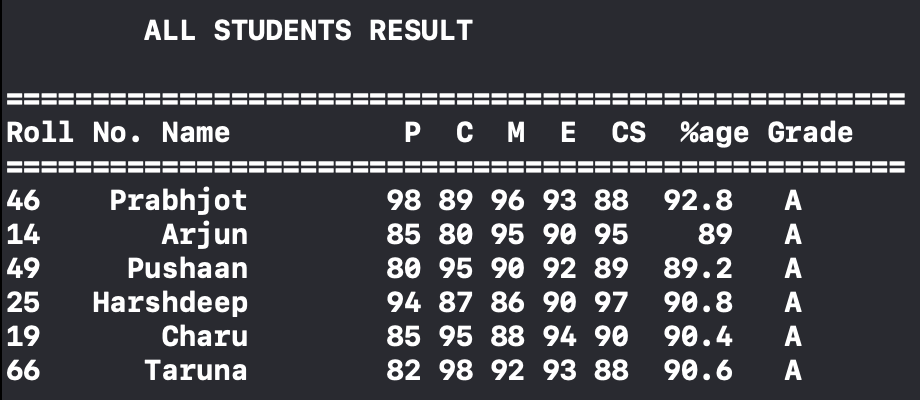 ALL STUDENTS RESULT
====================================================
Roll No. Name          P  C  M  E  CS  %age Grade
====================================================
46    Prabhjot        98 89 96 93 88  92.8   A
14       Arjun        85 80 95 90 95    89   A
49     Pushaan        80 95 90 92 89  89.2   A
25   Harshdeep        94 87 86 90 97  90.8   A
19       Charu        85 95 88 94 90  90.4   A
66      Taruna        82 98 92 93 88  90.6   A